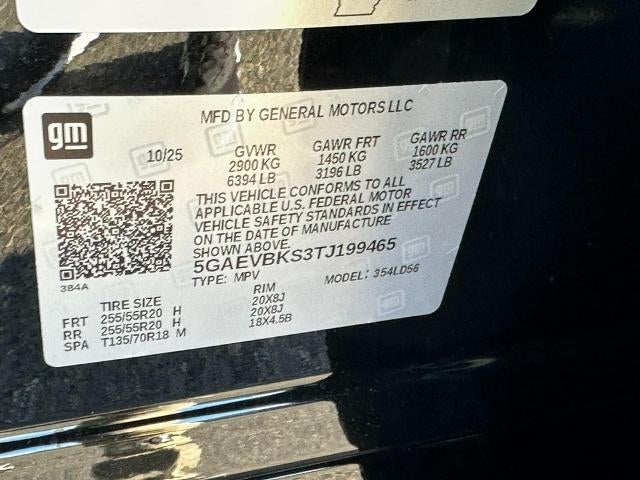 MFD BY GENERAL MOTORS LLC
gm
10/25 GVWR GAWR FRT GAWR RR
2900 KG 1450 KG 1600 KG
6394 LB 3196 LB 3527 LB
THIS VEHICLE CONFORMS TO ALL
APPLICABLE U.S. FEDERAL MOTOR
VEHICLE SAFETY STANDARDS IN EFFECT
ON THE DATE OF MANUFACTURE
SHOWN ABOVE.
5GAEVBKS3TJ199465
TYPE: MPV MODEL: 354LD56
384A
TIRE SIZE RIM
FRT 255/55R20 H 20X8J
RR 255/55R20 H 20X8J
SPA T135/70R18 M 18X4.5B